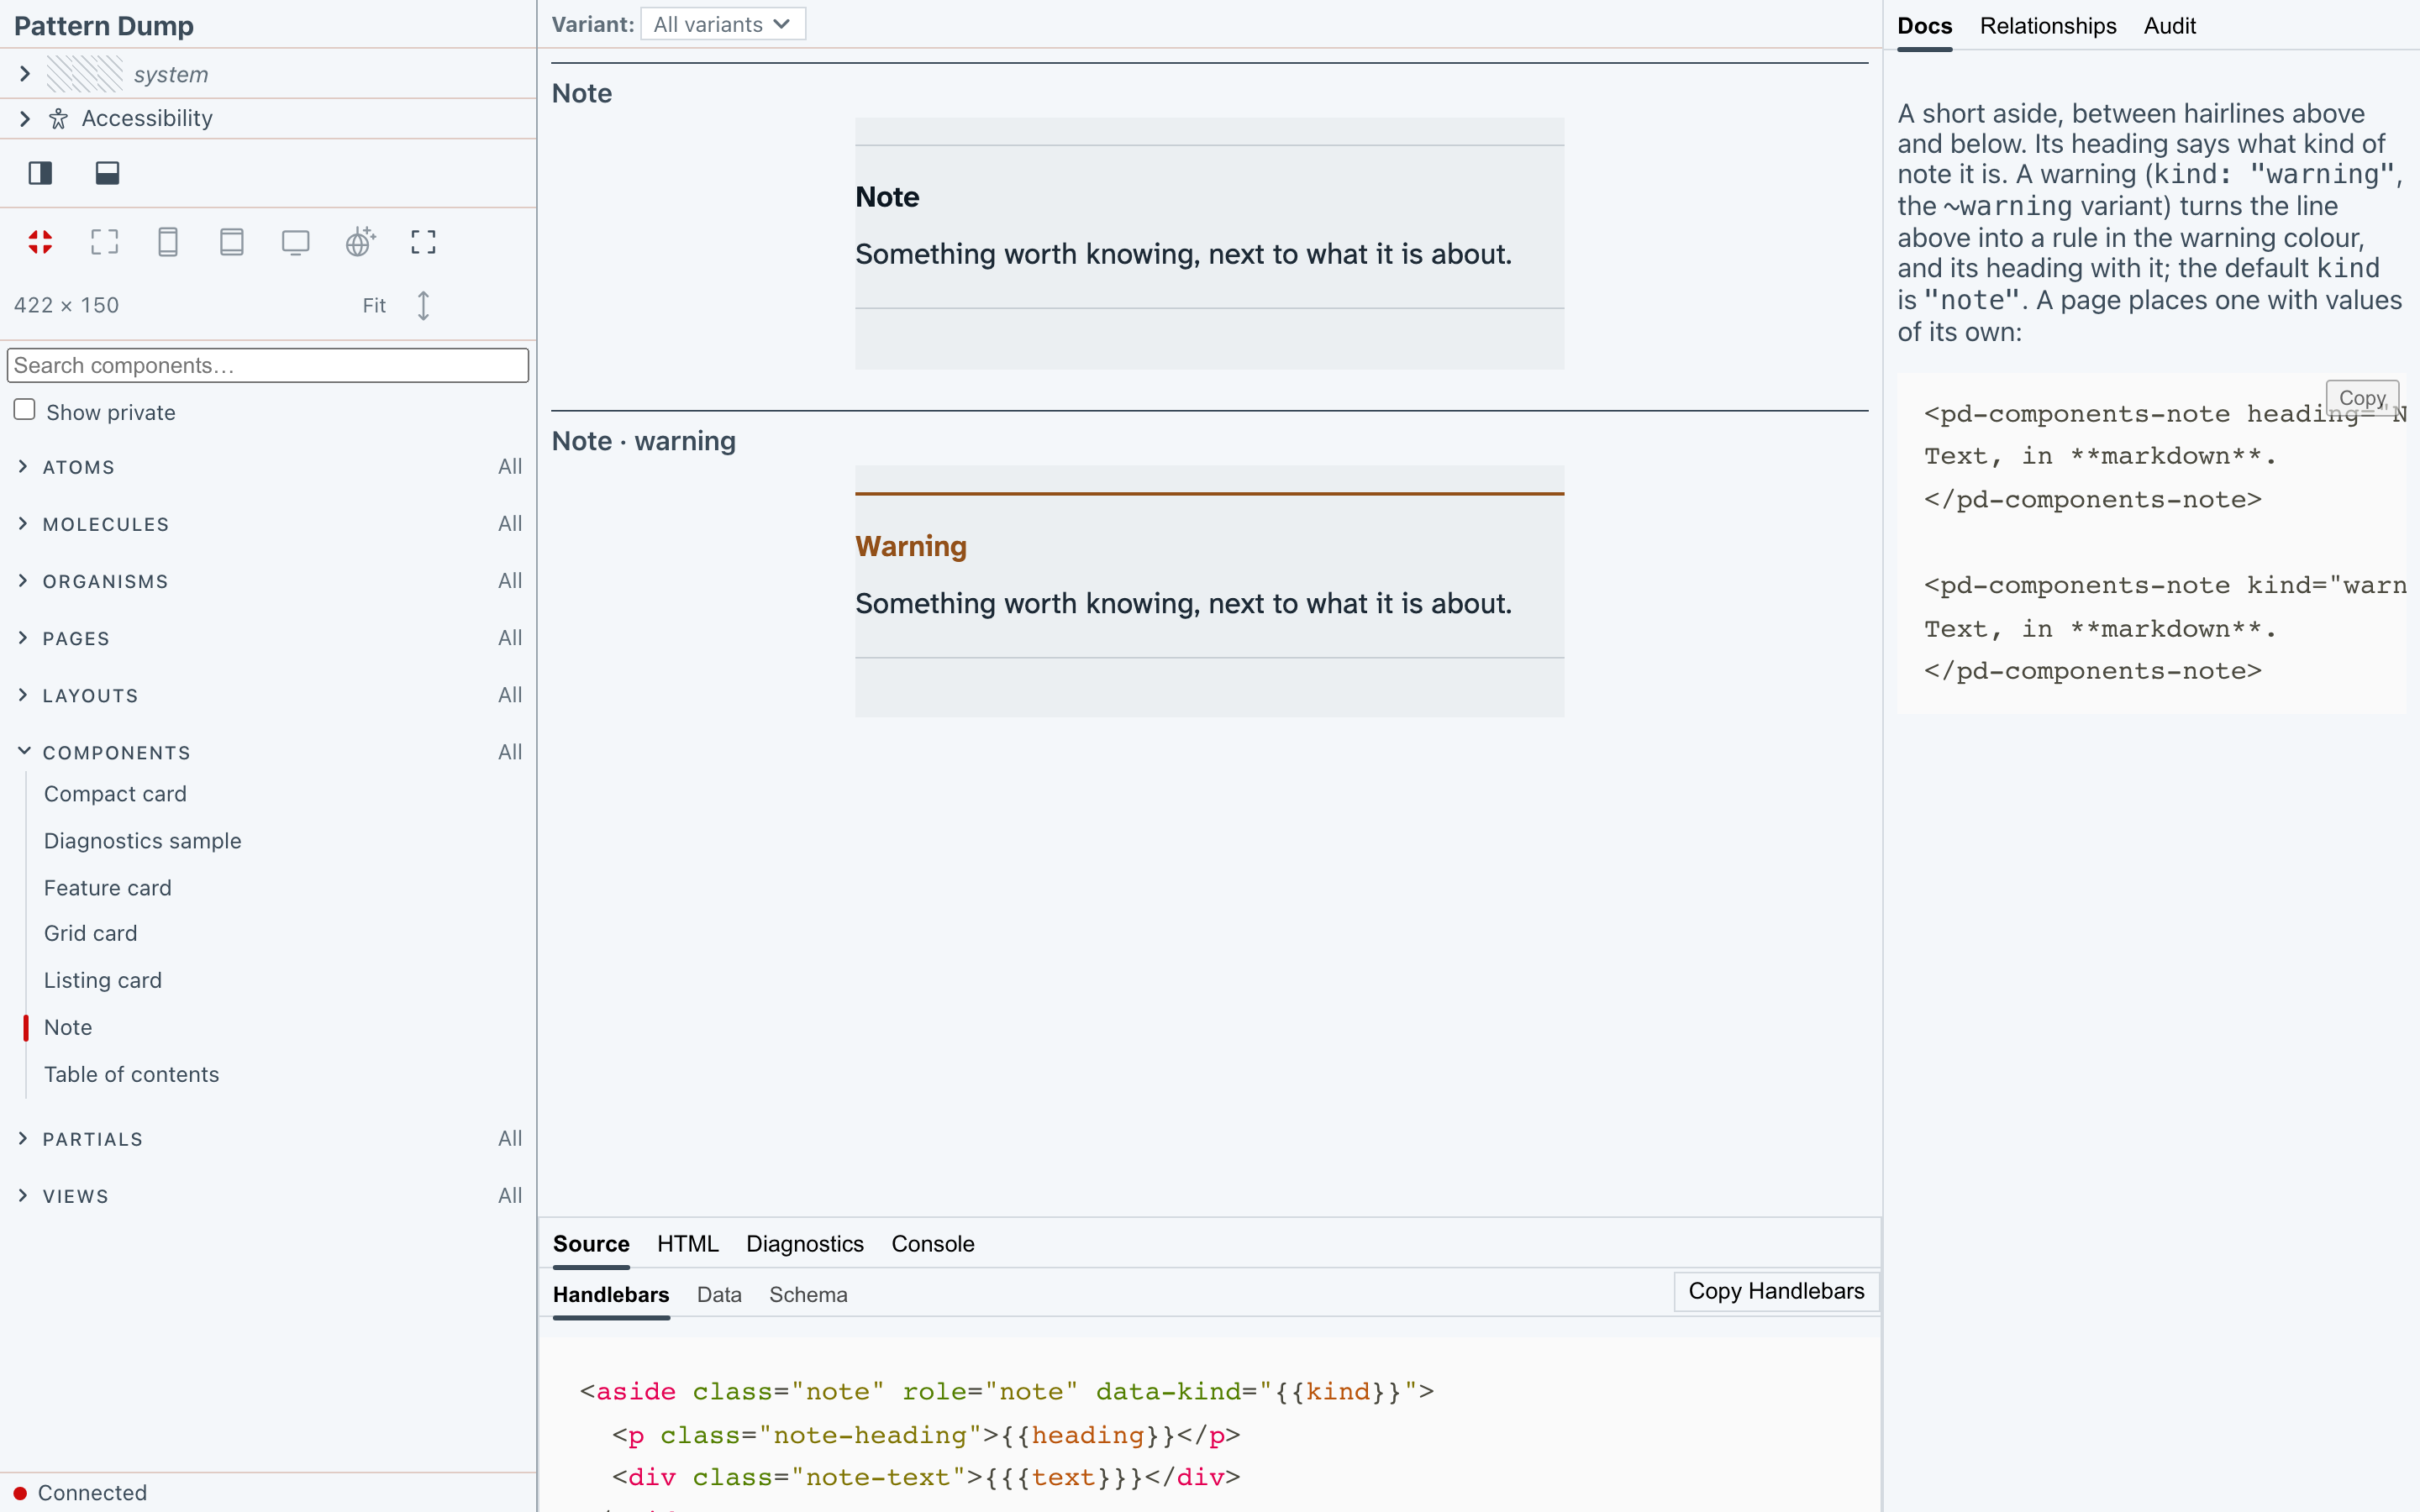 Pattern Dump
system
Accessibility
422 × 150
Fit
Search components…
Show private
ATOMS
All
MOLECULES
All
ORGANISMS
All
PAGES
All
LAYOUTS
All
COMPONENTS
All
Compact card
Diagnostics sample
Feature card
Grid card
Listing card
Note
Table of contents
PARTIALS
All
VIEWS
All
Connected
Variant: All variants
Note
Note
Something worth knowing, next to what it is about.
Note · warning
Warning
Something worth knowing, next to what it is about.
Source HTML Diagnostics Console
Handlebars Data Schema
Copy Handlebars
<aside class="note" role="note" data-kind="{{kind}}">
<p class="note-heading">{{heading}}</p>
<div class="note-text">{{{text}}}</div>
Docs Relationships Audit
A short aside, between hairlines above
and below. Its heading says what kind of
note it is. A warning (kind: "warning",
the ~warning variant) turns the line
above into a rule in the warning colour,
and its heading with it; the default kind
is "note". A page places one with values
of its own:
Copy
<pd-components-note heading="N
Text, in **markdown**.
</pd-components-note>
<pd-components-note kind="warn
Text, in **markdown**.
</pd-components-note>